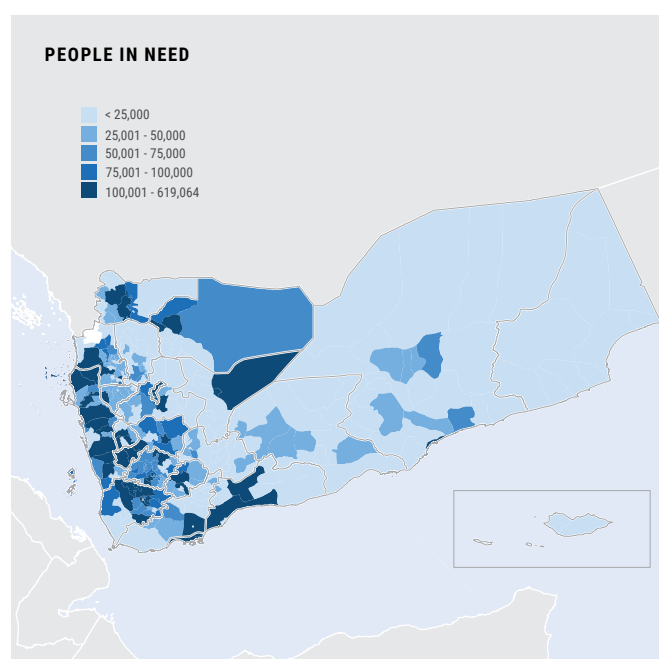 PEOPLE IN NEED
< 25,000
25,001 - 50,000
50,001 - 75,000
75,001 - 100,000
100,001 - 619,064